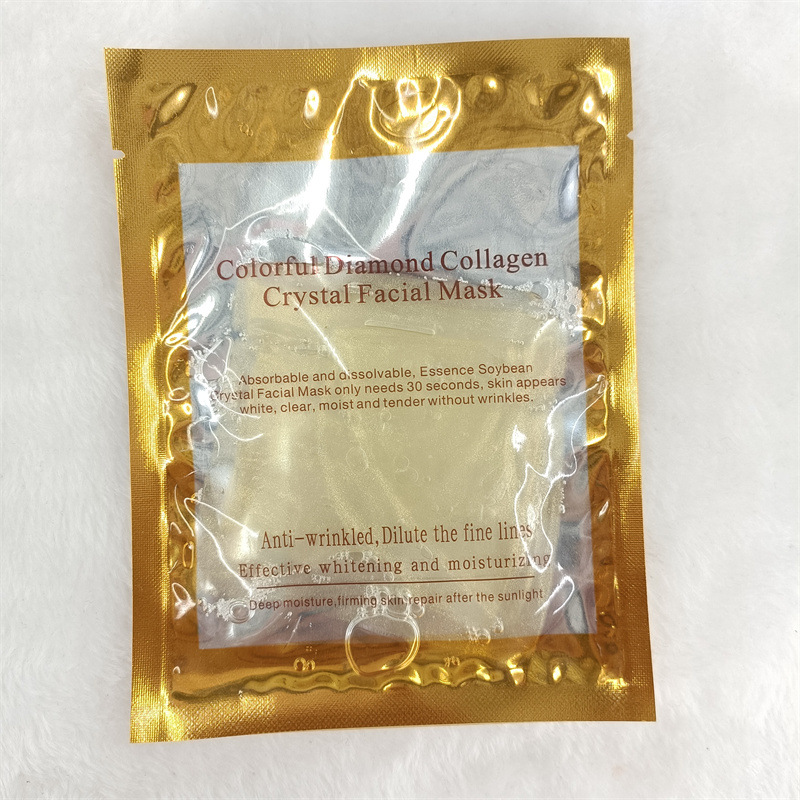 Colorful Diamond Collagen
Crystal Facial Mask
Absorbable and dissolvable, Essence Soybean
Crystal Facial Mask only needs 30 seconds, skin appears
white, clear, moist and tender without wrinkles.
Anti-wrinkled,Dilute the fine lines
Effective whitening and moisturizing
Deep moisture,firming skin,repair after the sunlight